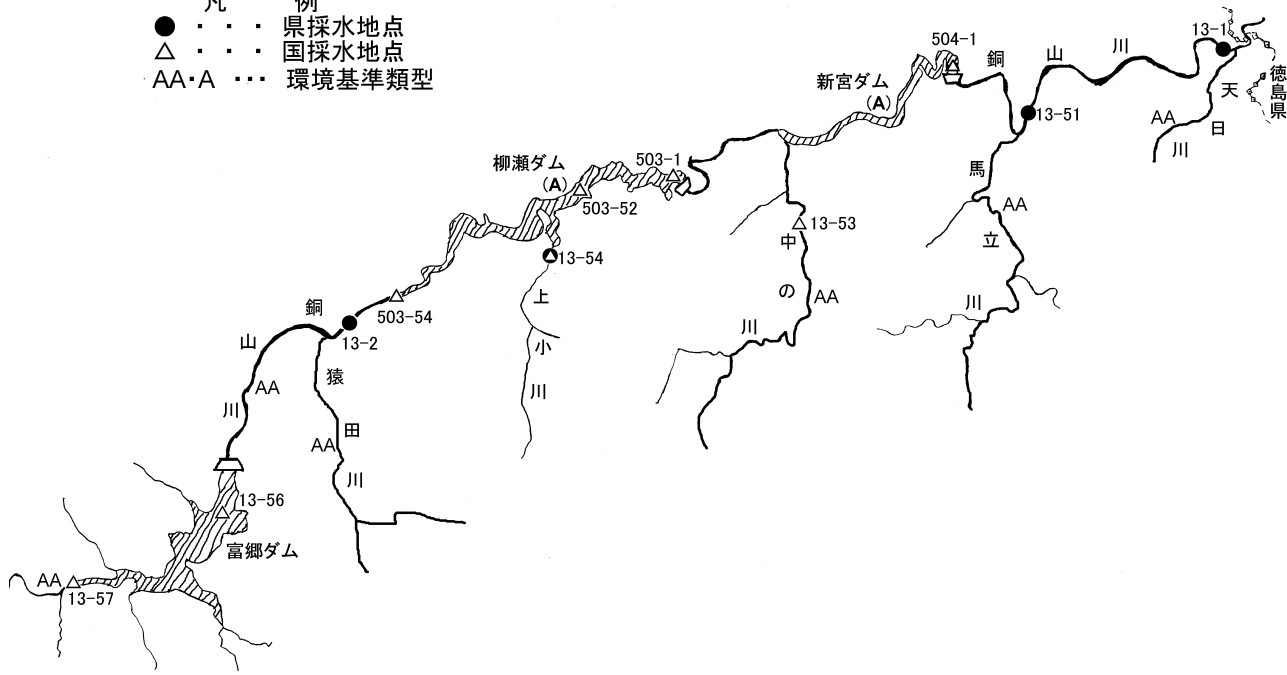 凡 例
● ・・・ 県採水地点
△ ・・・ 国採水地点
AA・A ・・・ 環境基準類型
13-1
徳島県
504-1
銅山川
新宮ダム
(A)
13-51
天日川
AA
馬立川
AA
柳瀬ダム
(A)
503-1
503-52
13-53
中の川
AA
13-54
上小川
503-54
13-2
銅山川
AA
猿田川
AA
13-56
富郷ダム
AA
13-57